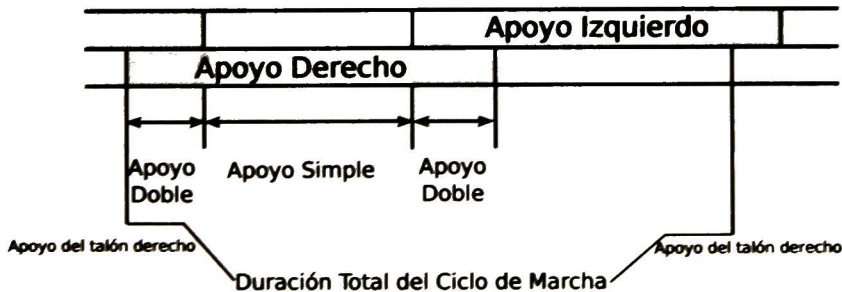 Apoyo Izquierdo
Apoyo Derecho
Apoyo
Doble
Apoyo Simple
Apoyo
Doble
Apoyo del talón derecho
Apoyo del talón derecho
Duración Total del Ciclo de Marcha